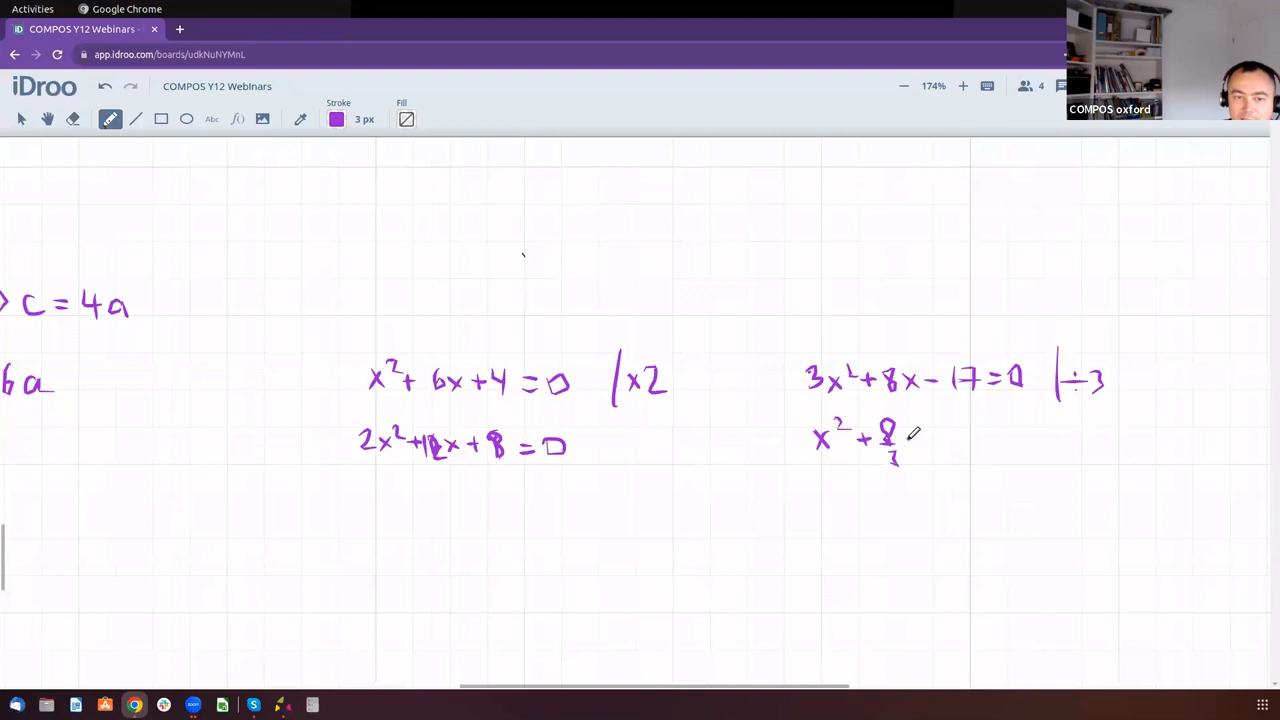 Activities
Google Chrome
COMPOS Y12 Webinars -
app.idroo.com/boards/udkNuNYMnL
iDroo
COMPOS Y12 Webinars
174%
4
COMPOS oxford
Stroke
3 px
Fill
Abc
f()
c = 4a
6a
x² + 6x + 4 = 0 | x2
2x² + 12x + 8 = 0
3x² + 8x - 17 = 0 | ÷3
x² + 8/3